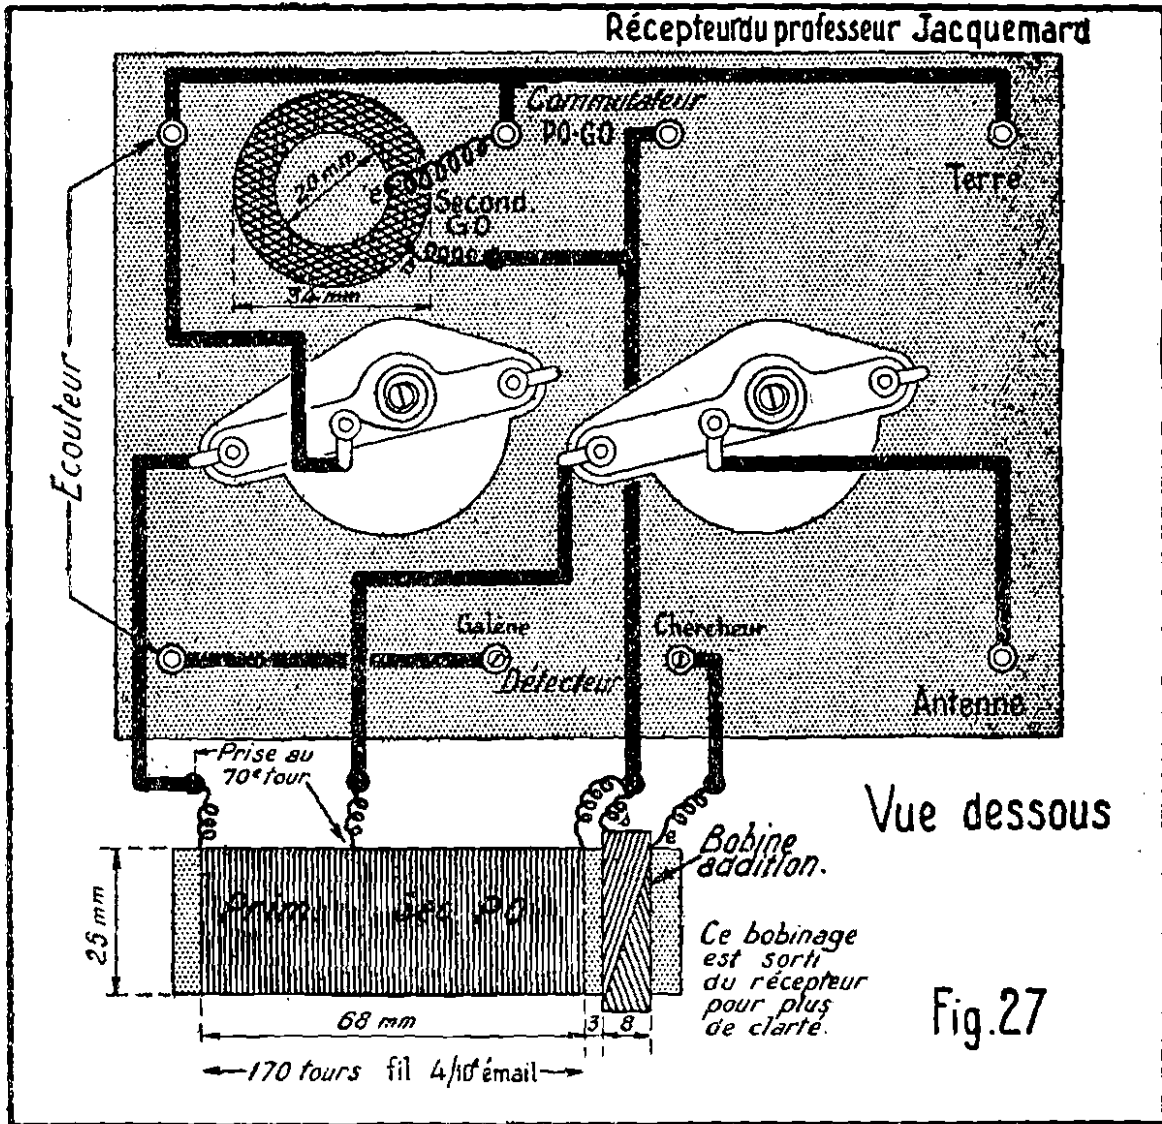 Récepteur du professeur Jacquemard
Commutateur
PO-GO
Terre
20 mm
e
Second.
GO
34 mm
Ecouteur
Galène
Chercheur
Détecteur
Antenne
Prise au
70e tour
Vue dessous
e
Bobine
addition.
25 mm
Prim. Sec PO
Ce bobinage
est sorti
du récepteur
pour plus
de clarté.
Fig.27
68 mm
3
8
170 tours fil 4/10e émail